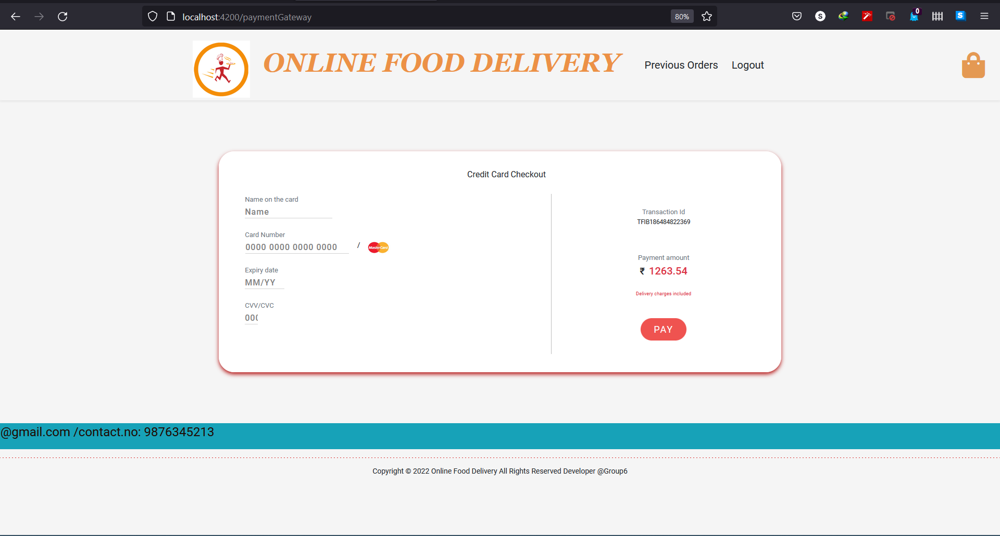 localhost:4200/paymentGateway
80%
S
0
S
ONLINE FOOD DELIVERY
Previous Orders
Logout
Credit Card Checkout
Name on the card
Name
Card Number
0000 0000 0000 0000
/
MasterCard
Expiry date
MM/YY
CVV/CVC
000
Transaction Id
TFIB186484822369
Payment amount
₹ 1263.54
Delivery charges included
PAY
@gmail.com /contact.no: 9876345213
Copyright © 2022 Online Food Delivery All Rights Reserved Developer @Group6